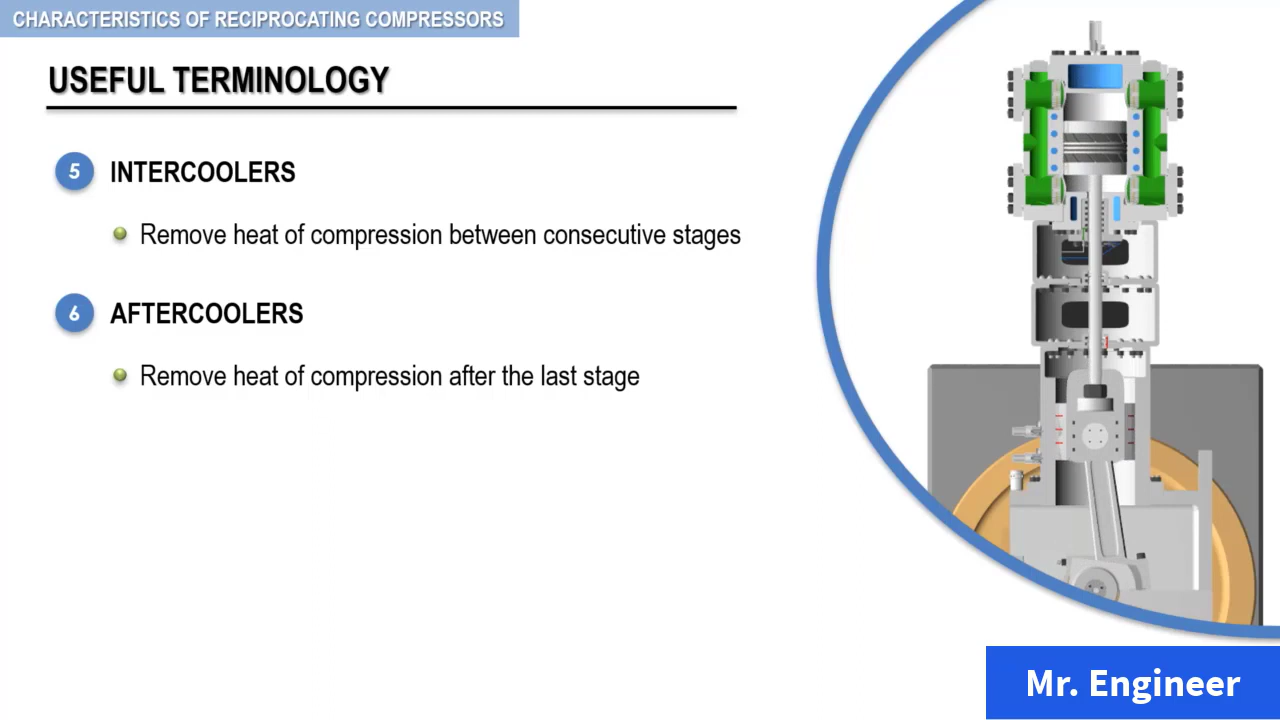 CHARACTERISTICS OF RECIPROCATING COMPRESSORS
USEFUL TERMINOLOGY
5 INTERCOOLERS
Remove heat of compression between consecutive stages
6 AFTERCOOLERS
Remove heat of compression after the last stage
Mr. Engineer